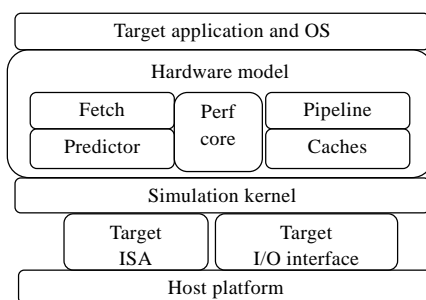 Target application and OS
Hardware model
Fetch
Perf
core
Pipeline
Predictor
Caches
Simulation kernel
Target
ISA
Target
I/O interface
Host platform